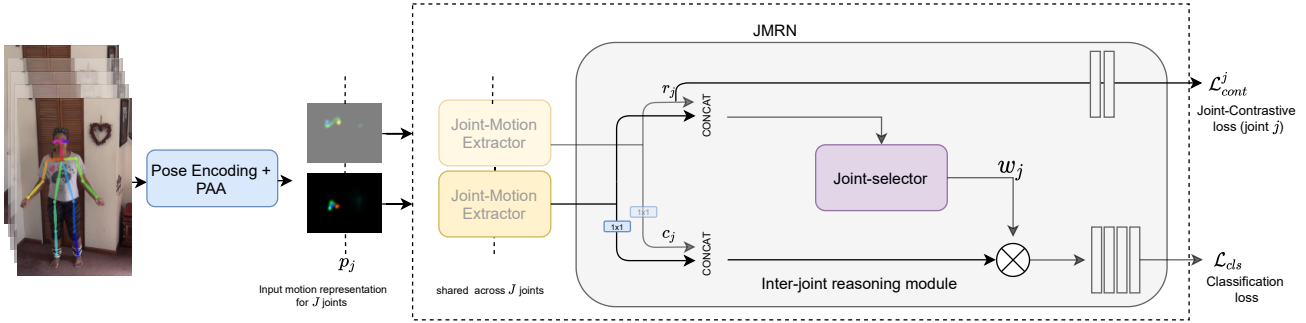 JMRN
Pose Encoding +
PAA
p_j
Input motion representation
for J joints
Joint-Motion
Extractor
Joint-Motion
Extractor
shared across J joints
r_j
CONCAT
1x1
1x1
c_j
CONCAT
Joint-selector
w_j
Inter-joint reasoning module
ℒ^j_cont
Joint-Contrastive
loss (joint j)
ℒ_cls
Classification
loss